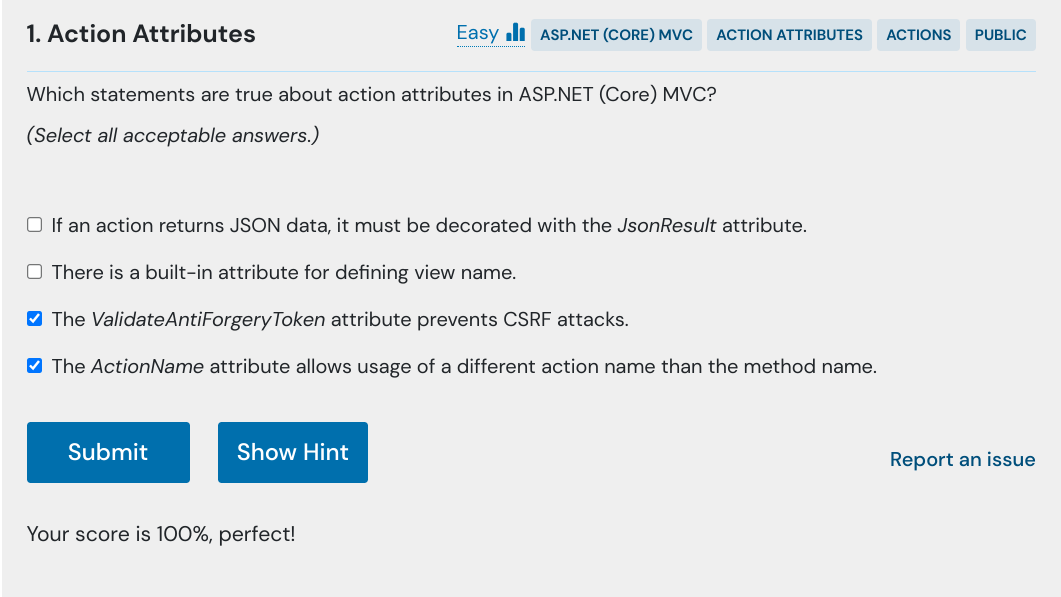 1. Action Attributes
Easy ASP.NET (CORE) MVC ACTION ATTRIBUTES ACTIONS PUBLIC
Which statements are true about action attributes in ASP.NET (Core) MVC?
(Select all acceptable answers.)
If an action returns JSON data, it must be decorated with the JsonResult attribute.
There is a built-in attribute for defining view name.
The ValidateAntiForgeryToken attribute prevents CSRF attacks.
The ActionName attribute allows usage of a different action name than the method name.
Submit Show Hint
Report an issue
Your score is 100%, perfect!